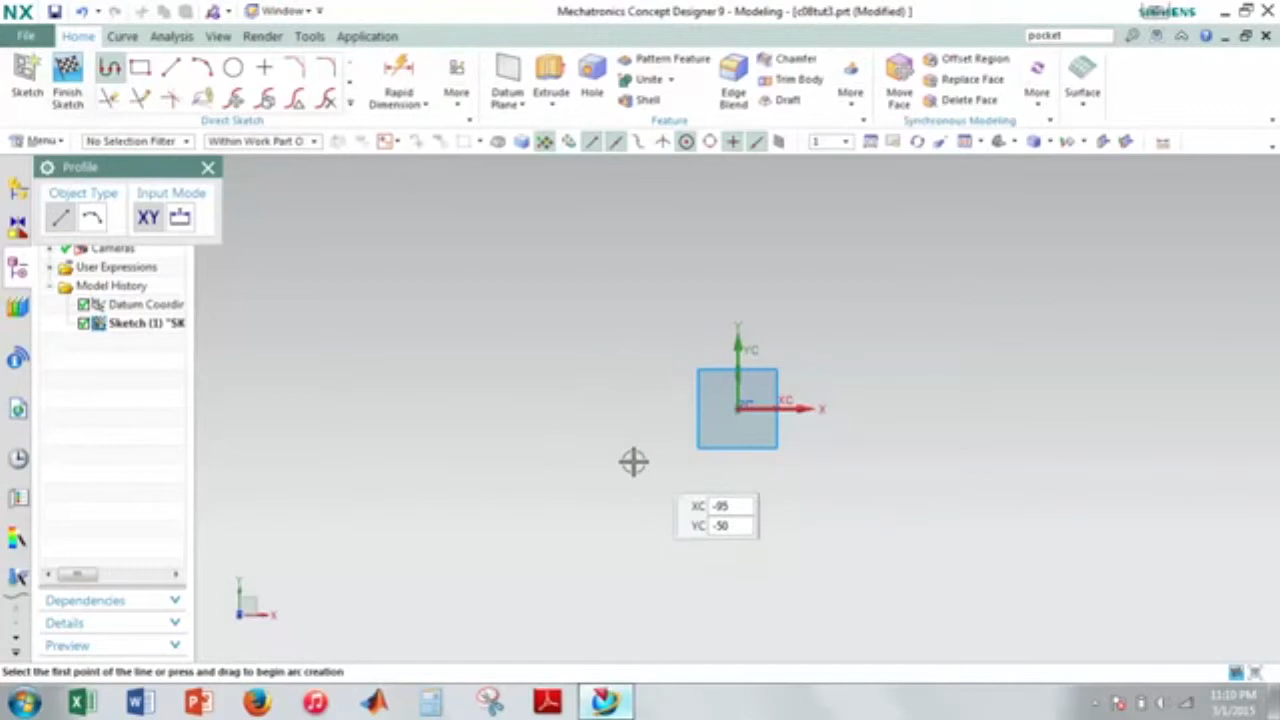 NX
Window
Mechatronics Concept Designer 9 - Modeling - [c08tut3.prt (Modified) ]
SIEMENS
File
Home
Curve
Analysis
View
Render
Tools
Application
pocket
Sketch
Finish Sketch
Rapid Dimension
More
Datum Plane
Extrude
Hole
Pattern Feature
Unite
Shell
Edge Blend
Chamfer
Trim Body
Draft
More
Move Face
Offset Region
Replace Face
Delete Face
More
Surface
Direct Sketch
Feature
Synchronous Modeling
Menu
No Selection Filter
Within Work Part O
1
Profile
Object Type
Input Mode
XY
Cameras
User Expressions
Model History
Datum Coordir
Sketch (1) "SK
Y
YC
XC
X
XC -95
YC -50
Dependencies
Details
Preview
Y
X
Select the first point of the line or press and drag to begin arc creation
11:10 PM
3/1/2015